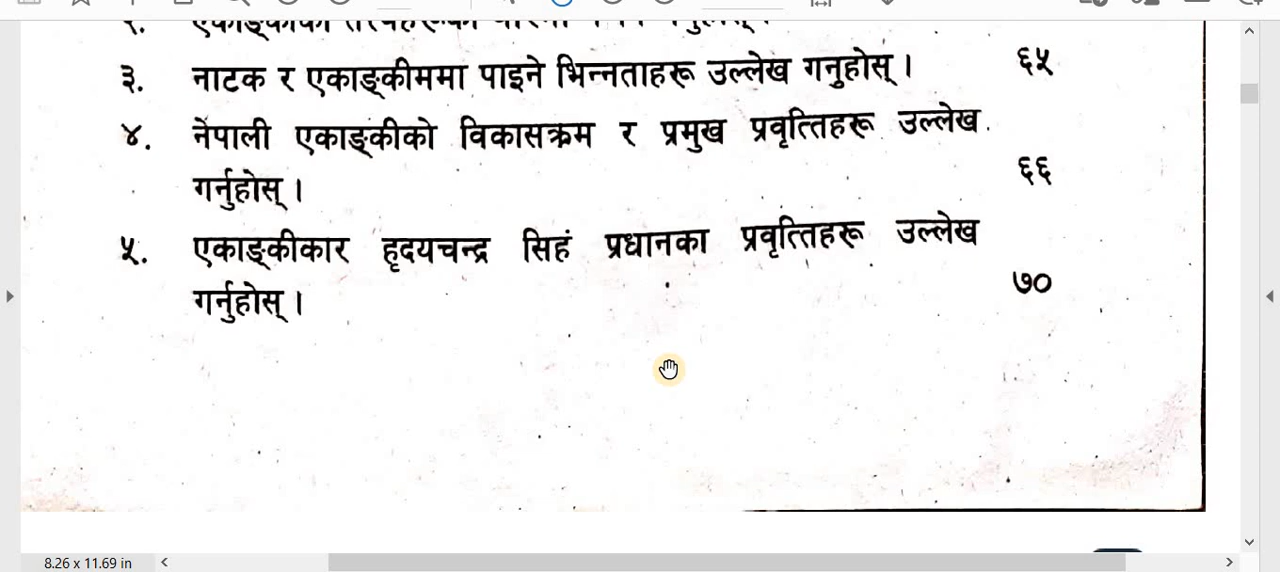 ३. नाटक र एकाङ्कीममा पाइने भिन्नताहरू उल्लेख गनुहोस् । ६५
४. नेपाली एकाङ्कीको विकासक्रम र प्रमुख प्रवृत्तिहरू उल्लेख
गर्नुहोस् । ६६
५. एकाङ्कीकार हृदयचन्द्र सिहं प्रधानका प्रवृत्तिहरू उल्लेख
गर्नुहोस् । ७०
8.26 x 11.69 in